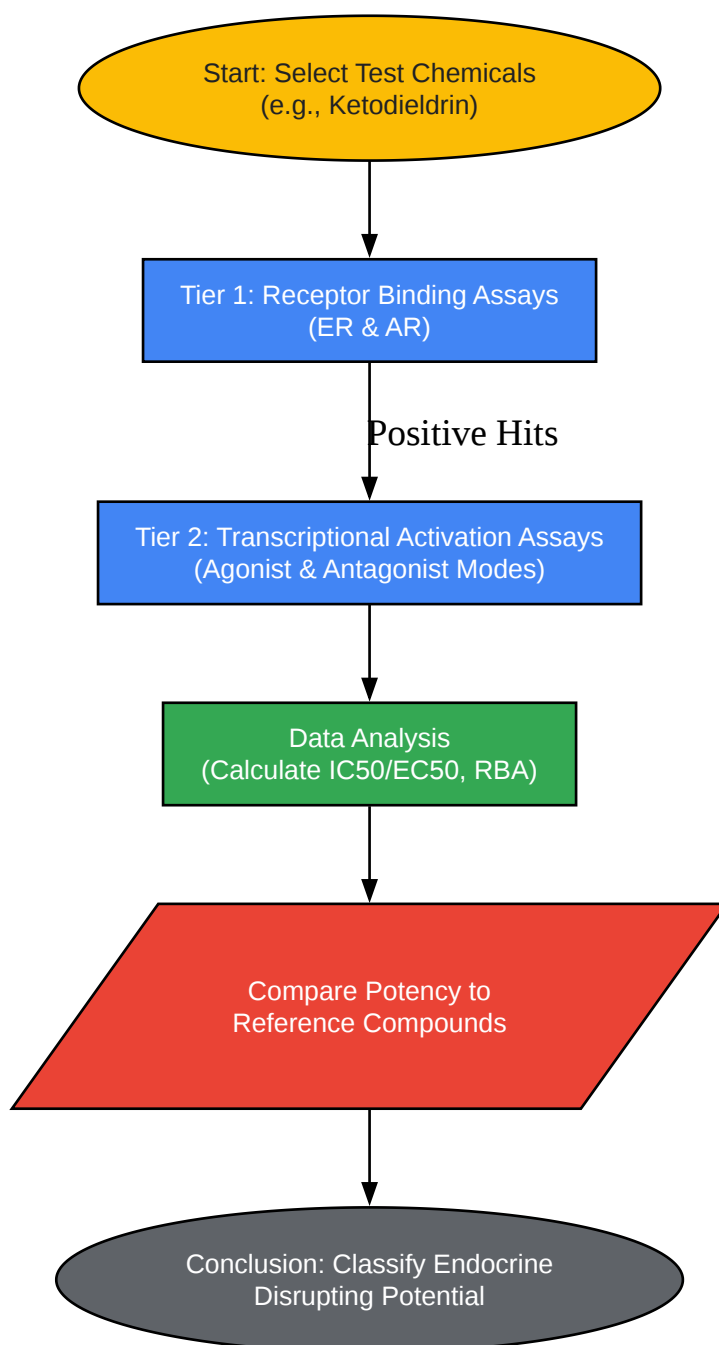 Start: Select Test Chemicals
(e.g., Ketodieldrin)
Tier 1: Receptor Binding Assays
(ER & AR)
Positive Hits
Tier 2: Transcriptional Activation Assays
(Agonist & Antagonist Modes)
Data Analysis
(Calculate IC50/EC50, RBA)
Compare Potency to
Reference Compounds
Conclusion: Classify Endocrine
Disrupting Potential